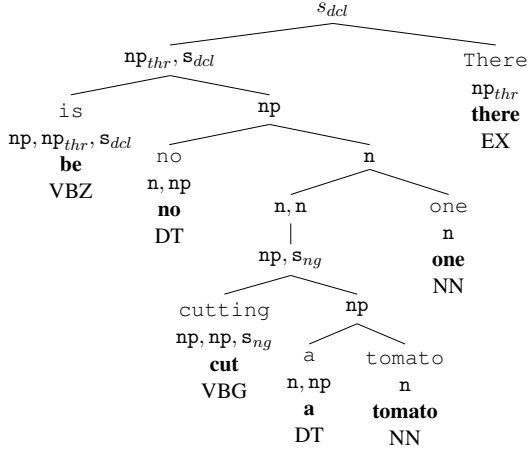 s_dcl
np_thr, s_dcl
There
np_thr
there
EX
is
np, np_thr, s_dcl
be
VBZ
np
no
n, np
no
DT
n
n, n
one
n
one
NN
np, s_ng
cutting
np, np, s_ng
cut
VBG
np
a
n, np
a
DT
tomato
n
tomato
NN